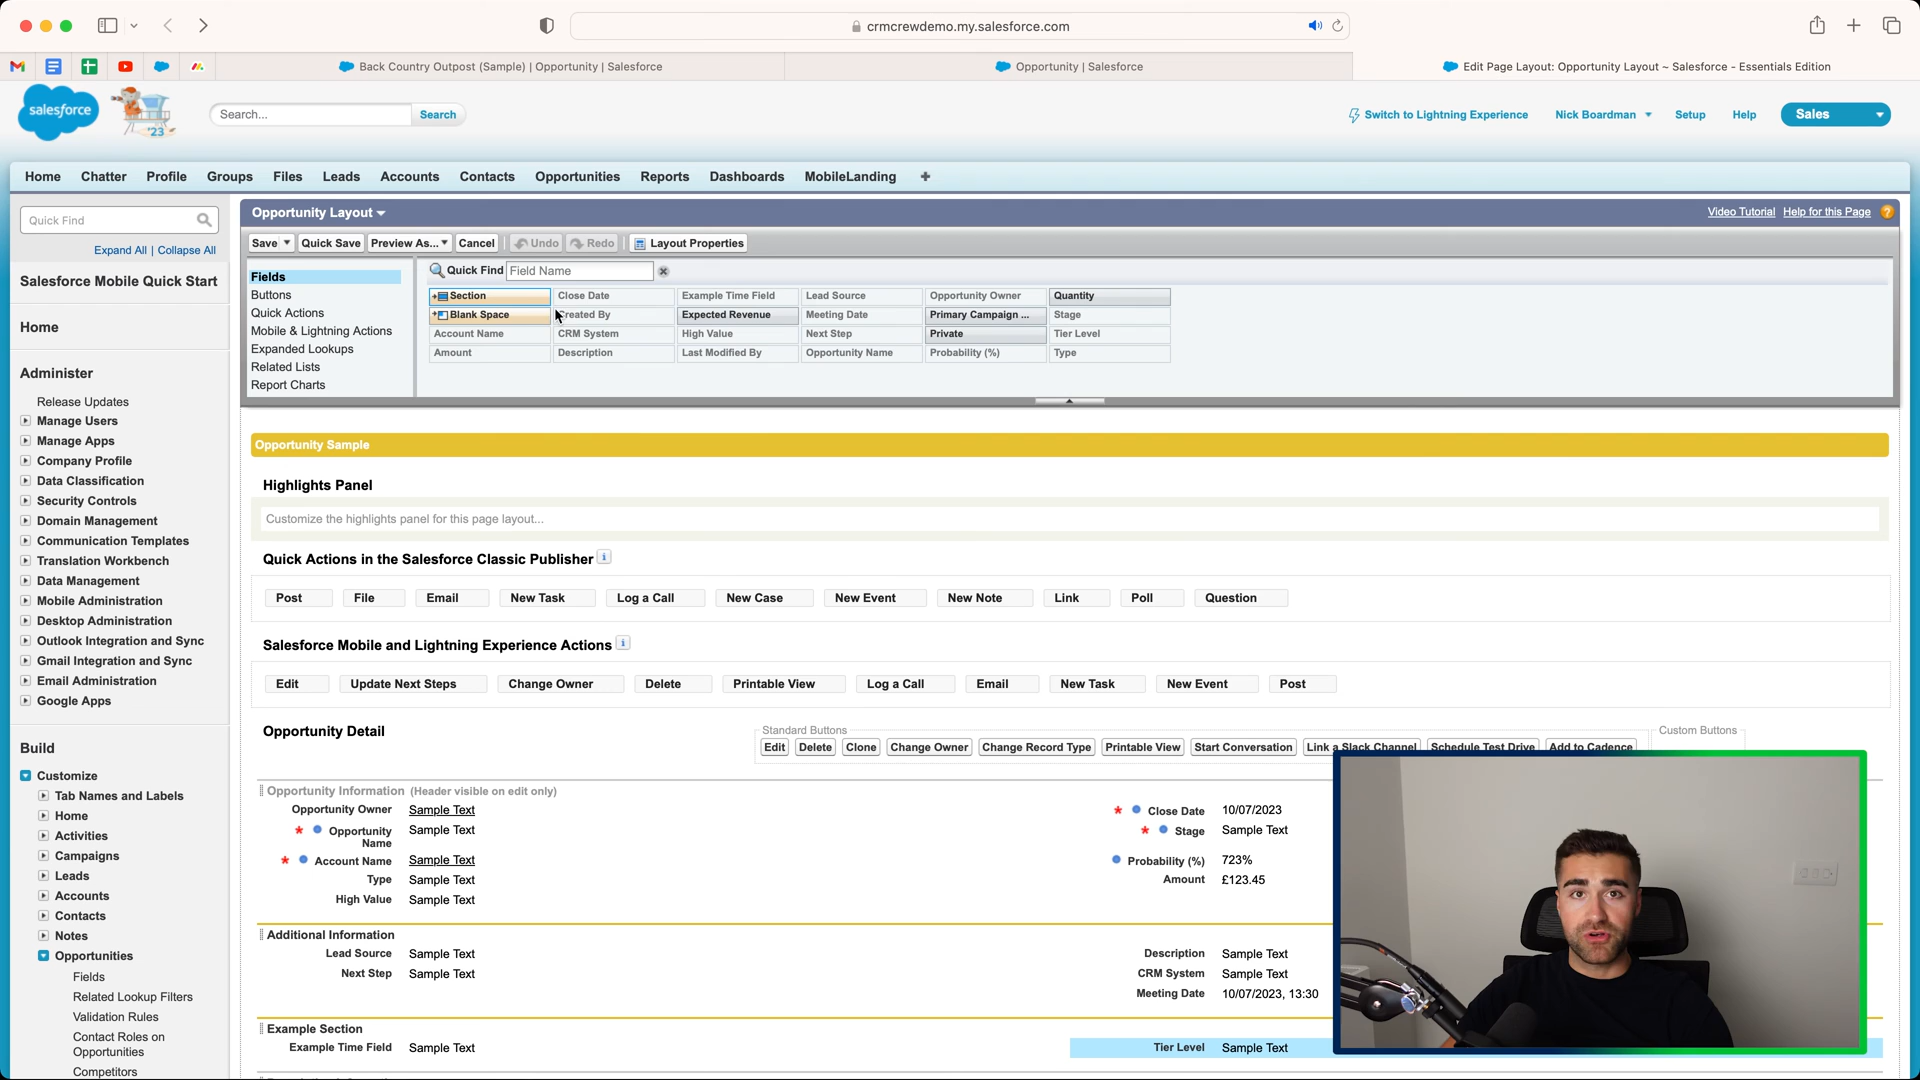 crmcrewdemo.my.salesforce.com
Back Country Outpost (Sample) | Opportunity | Salesforce
Opportunity | Salesforce
Edit Page Layout: Opportunity Layout ~ Salesforce - Essentials Edition
salesforce
'23
Search...
Search
Switch to Lightning Experience
Nick Boardman
Setup
Help
Sales
Home Chatter Profile Groups Files Leads Accounts Contacts Opportunities Reports Dashboards MobileLanding +
Quick Find
Expand All | Collapse All
Salesforce Mobile Quick Start
Home
Administer
Release Updates
Manage Users
Manage Apps
Company Profile
Data Classification
Security Controls
Domain Management
Communication Templates
Translation Workbench
Data Management
Mobile Administration
Desktop Administration
Outlook Integration and Sync
Gmail Integration and Sync
Email Administration
Google Apps
Build
Customize
Tab Names and Labels
Home
Activities
Campaigns
Leads
Accounts
Contacts
Notes
Opportunities
Fields
Related Lookup Filters
Validation Rules
Contact Roles on
Opportunities
Competitors
Opportunity Layout
Video Tutorial Help for this Page ?
Save Quick Save Preview As... Cancel Undo Redo Layout Properties
Fields
Buttons
Quick Actions
Mobile & Lightning Actions
Expanded Lookups
Related Lists
Report Charts
Quick Find Field Name
Section Close Date Example Time Field Lead Source Opportunity Owner Quantity
Blank Space Created By Expected Revenue Meeting Date Primary Campaign ... Stage
Account Name CRM System High Value Next Step Private Tier Level
Amount Description Last Modified By Opportunity Name Probability (%) Type
Opportunity Sample
Highlights Panel
Customize the highlights panel for this page layout...
Quick Actions in the Salesforce Classic Publisher i
Post File Email New Task Log a Call New Case New Event New Note Link Poll Question
Salesforce Mobile and Lightning Experience Actions i
Edit Update Next Steps Change Owner Delete Printable View Log a Call Email New Task New Event Post
Opportunity Detail
Standard Buttons
Edit Delete Clone Change Owner Change Record Type Printable View Start Conversation Link a Slack Channel Schedule Test Drive Add to Cadence
Custom Buttons
Opportunity Information (Header visible on edit only)
Opportunity Owner Sample Text
* Opportunity Name Sample Text
* Account Name Sample Text
Type Sample Text
High Value Sample Text
* Close Date 10/07/2023
* Stage Sample Text
Probability (%) 723%
Amount £123.45
Additional Information
Lead Source Sample Text
Next Step Sample Text
Description Sample Text
CRM System Sample Text
Meeting Date 10/07/2023, 13:30
Example Section
Example Time Field Sample Text
Tier Level Sample Text